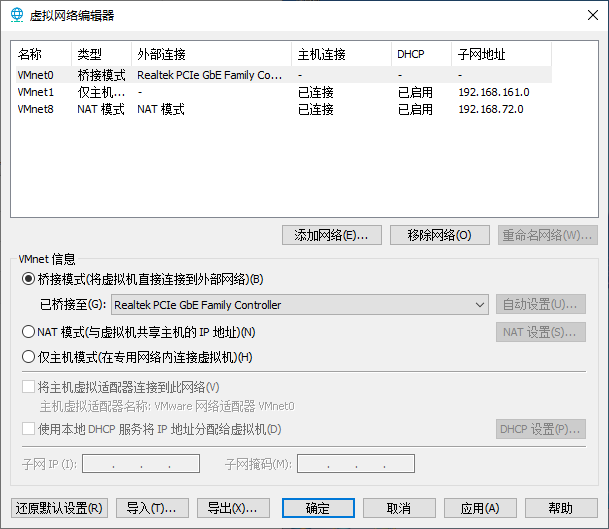 虚拟网络编辑器
名称 类型 外部连接 主机连接 DHCP 子网地址
VMnet0 桥接模式 Realtek PCIe GbE Family Co... - - -
VMnet1 仅主机... - 已连接 已启用 192.168.161.0
VMnet8 NAT 模式 NAT 模式 已连接 已启用 192.168.72.0
添加网络(E)... 移除网络(O) 重命名网络(W)...
VMnet 信息
桥接模式(将虚拟机直接连接到外部网络)(B)
已桥接至(G): Realtek PCIe GbE Family Controller 自动设置(U)...
NAT 模式(与虚拟机共享主机的 IP 地址)(N) NAT 设置(S)...
仅主机模式(在专用网络内连接虚拟机)(H)
将主机虚拟适配器连接到此网络(V)
主机虚拟适配器名称: VMware 网络适配器 VMnet0
使用本地 DHCP 服务将 IP 地址分配给虚拟机(D) DHCP 设置(P)...
子网 IP (I): . . . 子网掩码(M): . . .
还原默认设置(R) 导入(T)... 导出(X)... 确定 取消 应用(A) 帮助